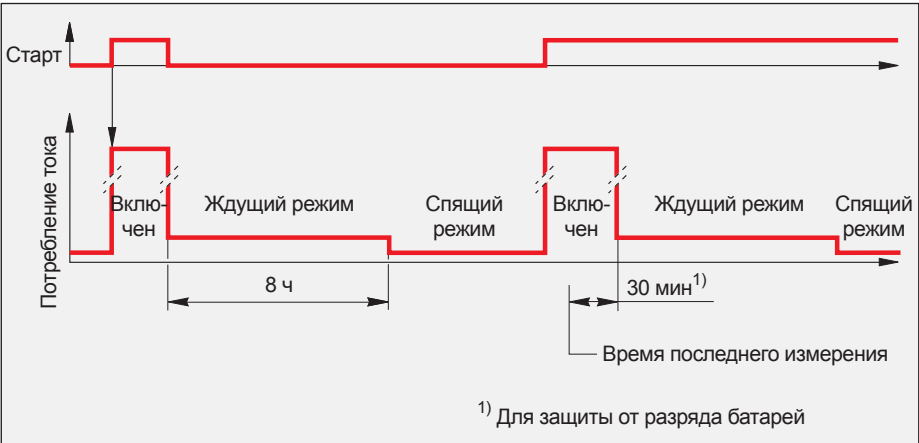 Старт
Потребление тока
Вклю-
чен
Ждущий режим
Спящий
режим
Вклю-
чен
Ждущий режим
Спящий
режим
8 ч
30 мин1)
Время последнего измерения
1) Для защиты от разряда батарей